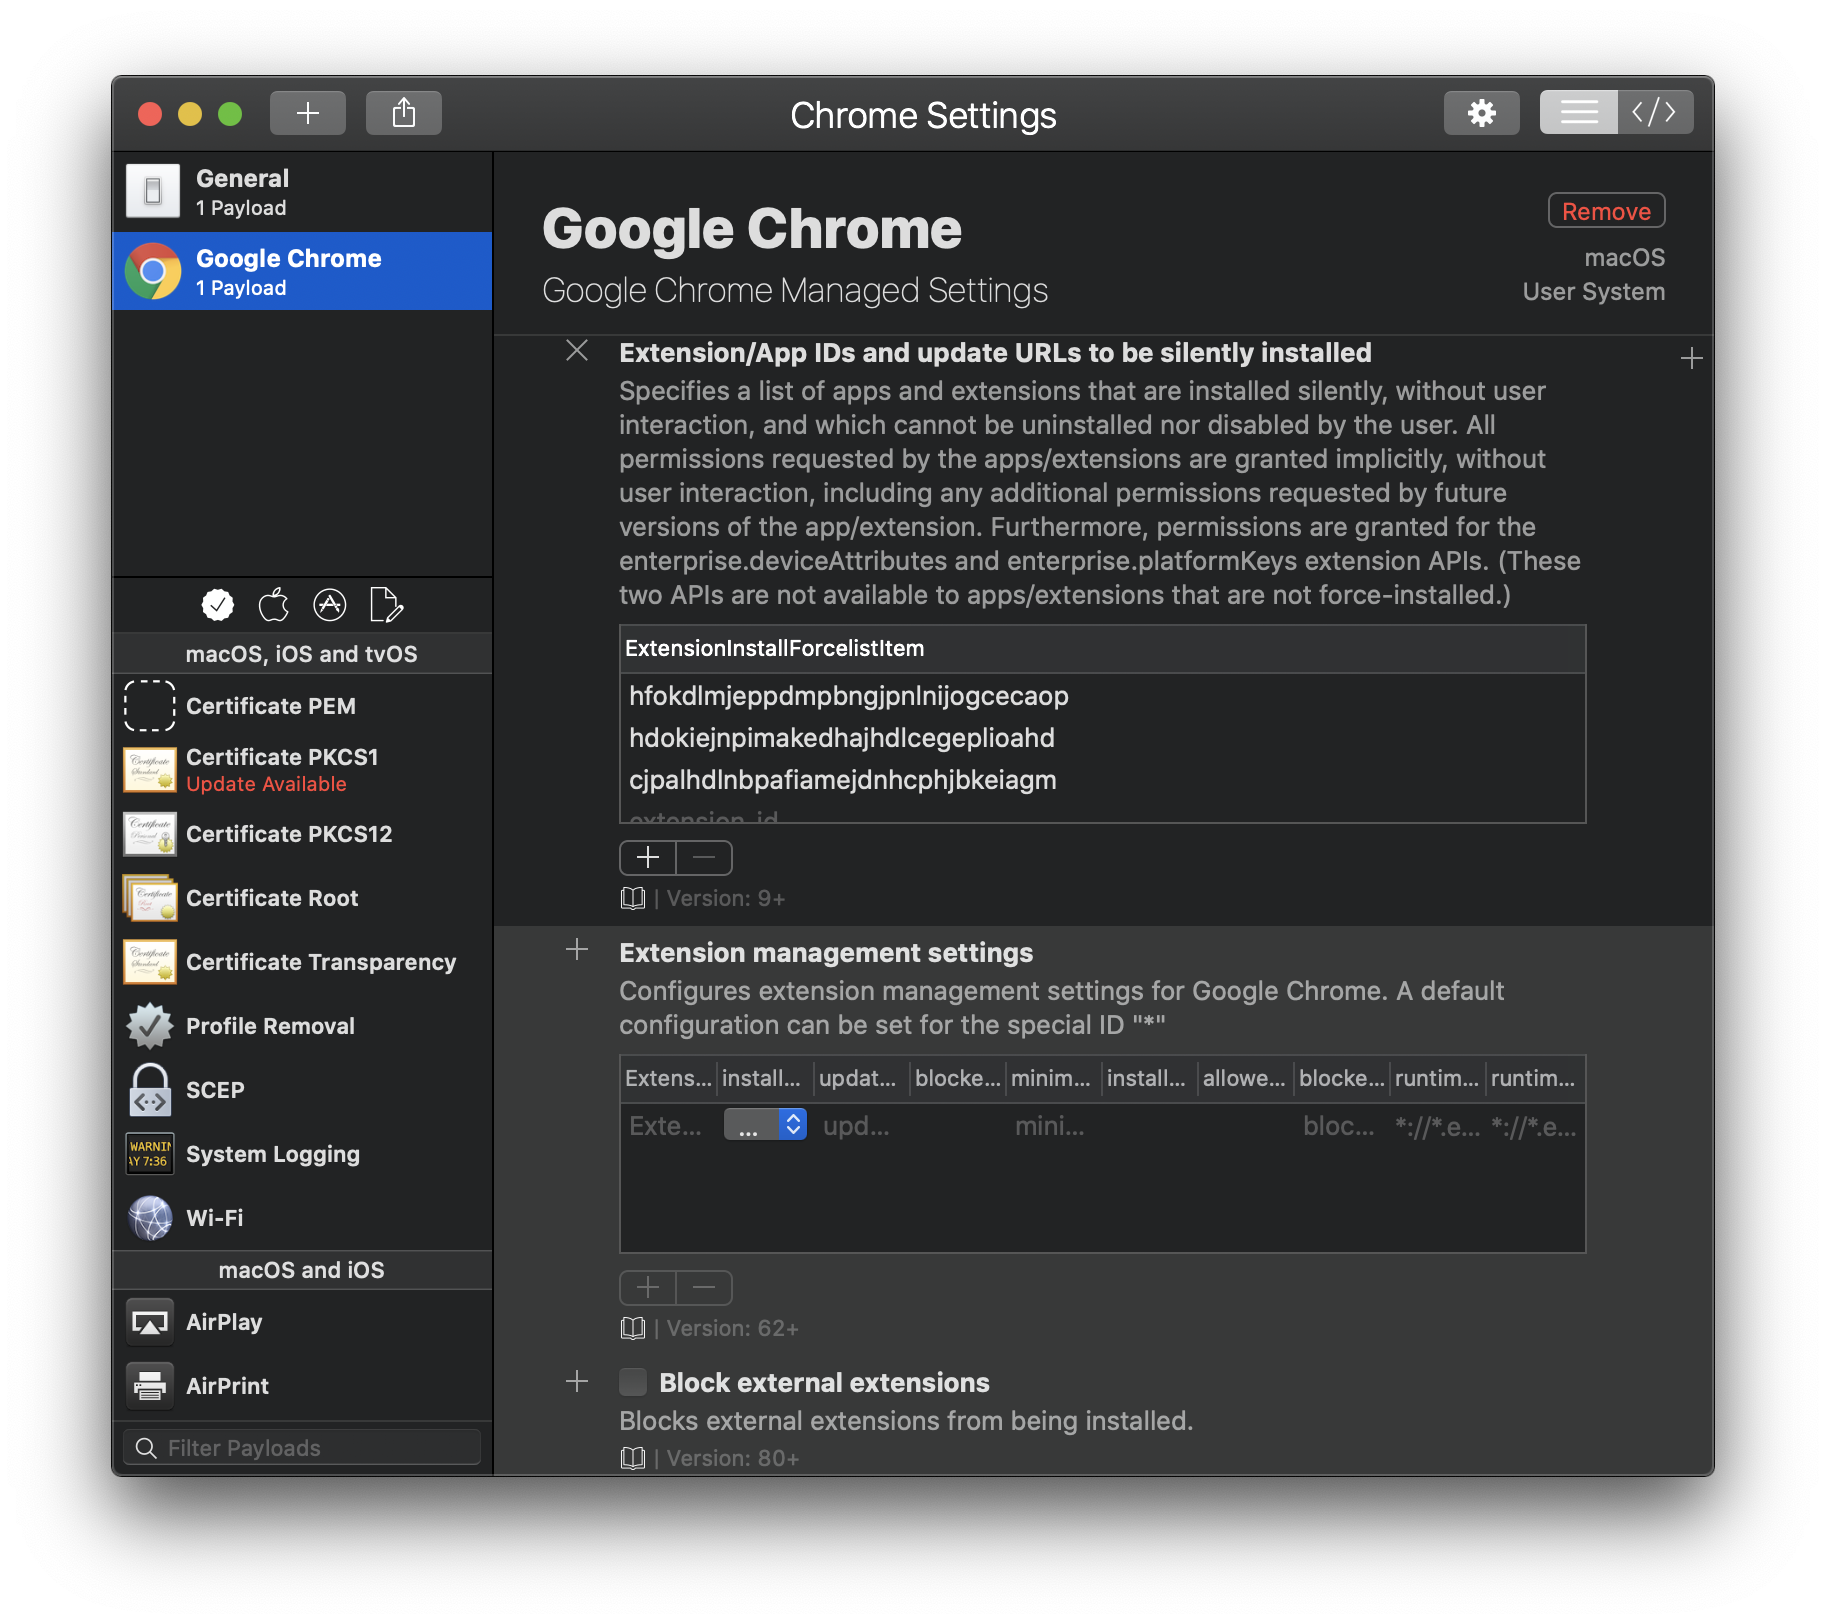 Chrome Settings
General
1 Payload
Google Chrome
1 Payload
macOS, iOS and tvOS
Certificate PEM
Certificate PKCS1
Update Available
Certificate PKCS12
Certificate Root
Certificate Transparency
Profile Removal
SCEP
WARNIN
AY 7:36
System Logging
Wi-Fi
macOS and iOS
AirPlay
AirPrint
Filter Payloads
Google Chrome
Google Chrome Managed Settings
Remove
macOS
User System
Extension/App IDs and update URLs to be silently installed
Specifies a list of apps and extensions that are installed silently, without user
interaction, and which cannot be uninstalled nor disabled by the user. All
permissions requested by the apps/extensions are granted implicitly, without
user interaction, including any additional permissions requested by future
versions of the app/extension. Furthermore, permissions are granted for the
enterprise.deviceAttributes and enterprise.platformKeys extension APIs. (These
two APIs are not available to apps/extensions that are not force-installed.)
ExtensionInstallForcelistItem
hfokdlmjeppdmpbngjpnlnijogcecaop
hdokiejnpimakedhajhdlcegeplioahd
cjpalhdlnbpafiamejdnhcphjbkeiagm
extension_id
| Version: 9+
Extension management settings
Configures extension management settings for Google Chrome. A default
configuration can be set for the special ID "*"
Extens... install... updat... blocke... minim... install... allowe... blocke... runtim... runtim...
Exte... ... upd... mini... bloc... *://*.e... *://*.e...
| Version: 62+
Block external extensions
Blocks external extensions from being installed.
| Version: 80+